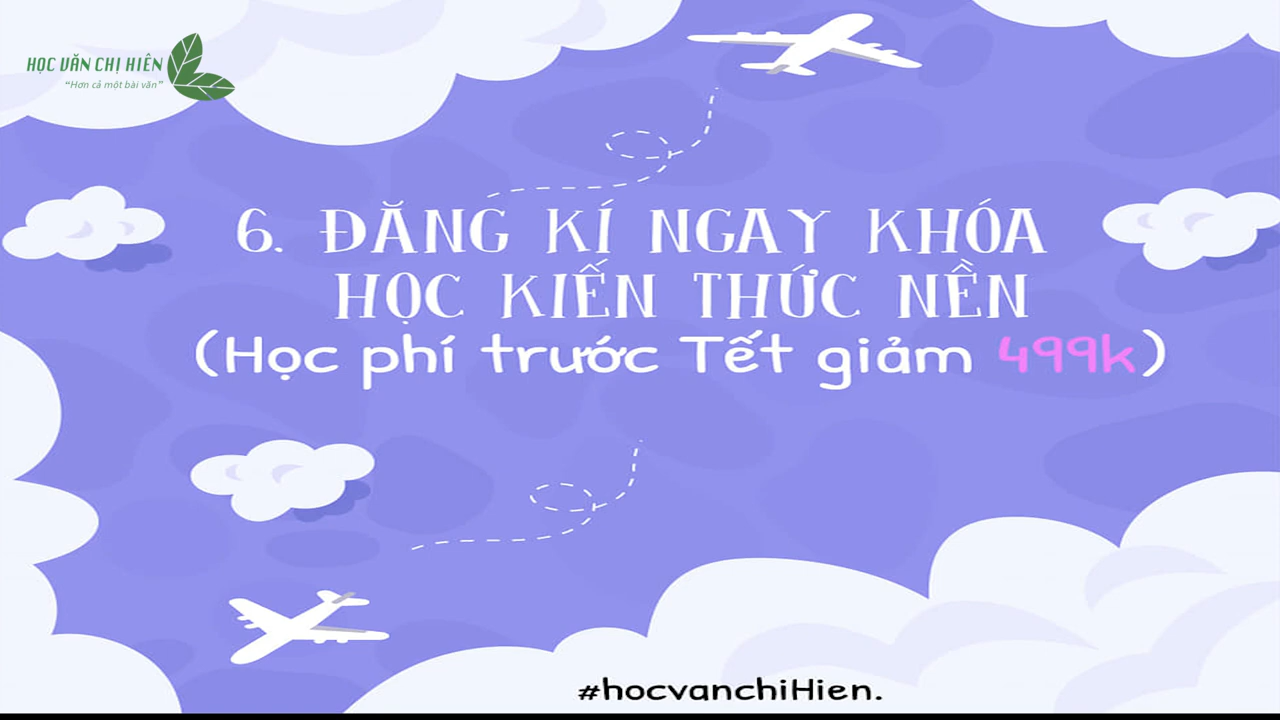 HỌC VĂN CHỊ HIÊN
"Hơn cả một bài văn"
6. ĐĂNG KÍ NGAY KHÓA
HỌC KIẾN THỨC NỀN
(Học phí trước Tết giảm 499k)
#hocvanchiHien.